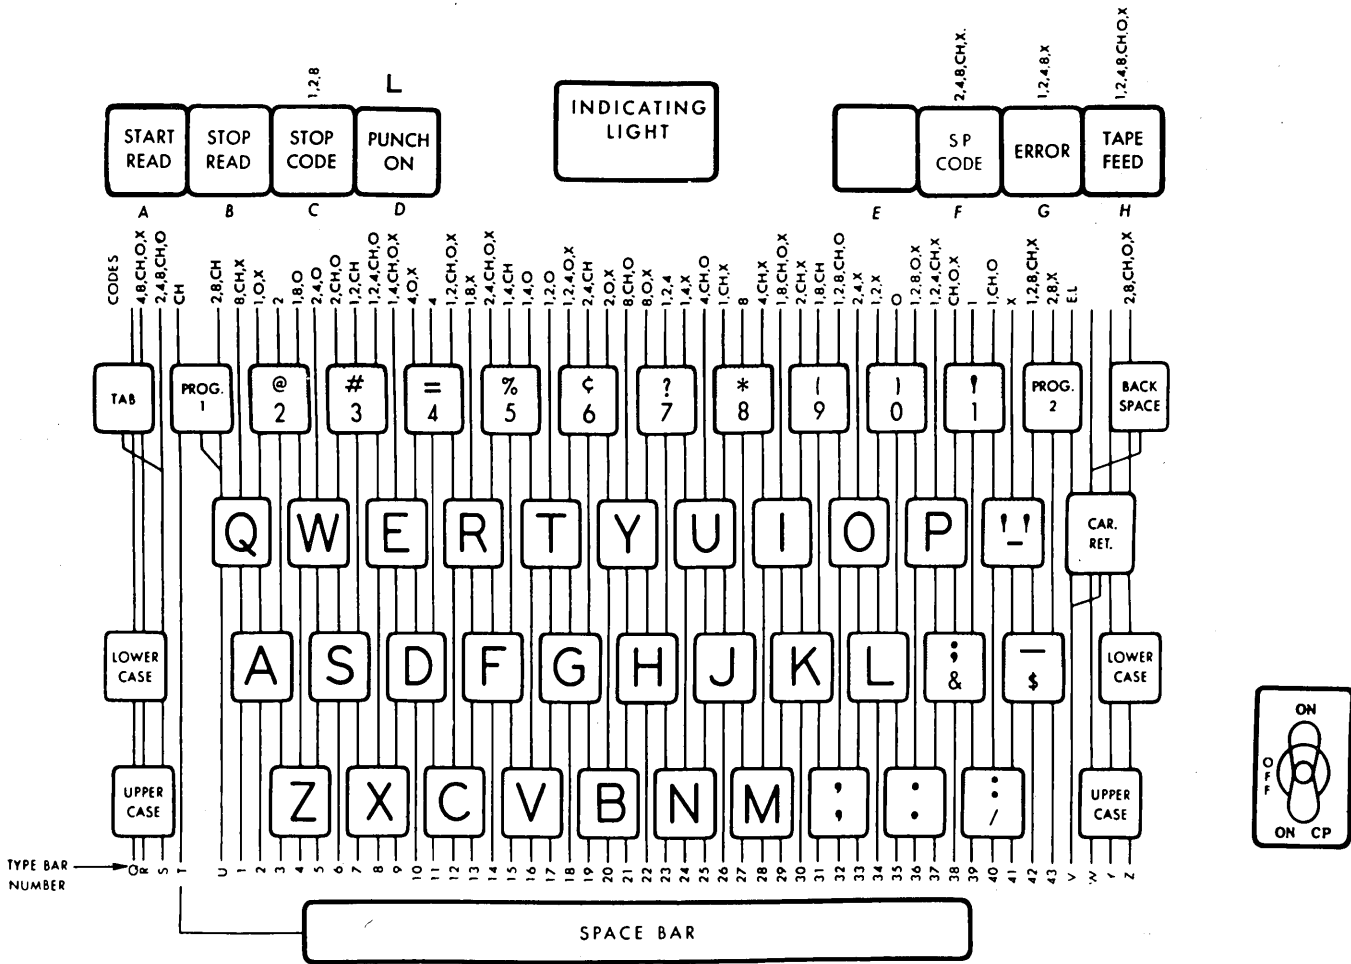 1,2,8
L
2,4,8,CH,X.
1,2,4,8,X
1,2,4,8,CH,O,X
START READ
STOP READ
STOP CODE
PUNCH ON
INDICATING LIGHT
S P CODE
ERROR
TAPE FEED
A B C D E F G H
CODES
4,8,CH,O,X
2,4,8,CH,O
CH
2,8,CH
8,CH,X
1,O,X
2
1,8,O
2,4,O
2,CH,O
1,2,CH
1,2,4,CH,O
1,4,CH,O,X
4,O,X
4
1,2,CH,O,X
1,8,X
2,4,CH,O,X
1,4,CH
1,4,O
1,2,O
1,2,4,O,X
2,4,CH
2,O,X
8,CH,O
8,O,X
1,2,4
1,4,X
4,CH,O
1,CH,X
8
4,CH,X
1,8,CH,O,X
2,CH,X
1,8,CH
1,2,8,CH,O
2,4,X
1,2,X
O
1,2,8,O,X
1,2,4,CH,X
CH,O,X
1
1,CH,O
X
1,2,8,CH,X
2,8,X
E.L
2,8,CH,O,X
TAB
PROG. 1
@ 2
# 3
= 4
% 5
¢ 6
? 7
* 8
( 9
) 0
' 1
PROG. 2
BACK SPACE
Q W E R T Y U I O P
'_'
CAR. RET.
LOWER CASE
A S D F G H J K L
; &
— $
LOWER CASE
UPPER CASE
Z X C V B N M
; :
: /
UPPER CASE
ON
OFF
ON CP
TYPE BAR NUMBER
Q R S T U 1 2 3 4 5 6 7 8 9 10 11 12 13 14 15 16 17 18 19 20 21 22 23 24 25 26 27 28 29 30 31 32 33 34 35 36 37 38 39 40 41 42 43 V W Y Z
SPACE BAR